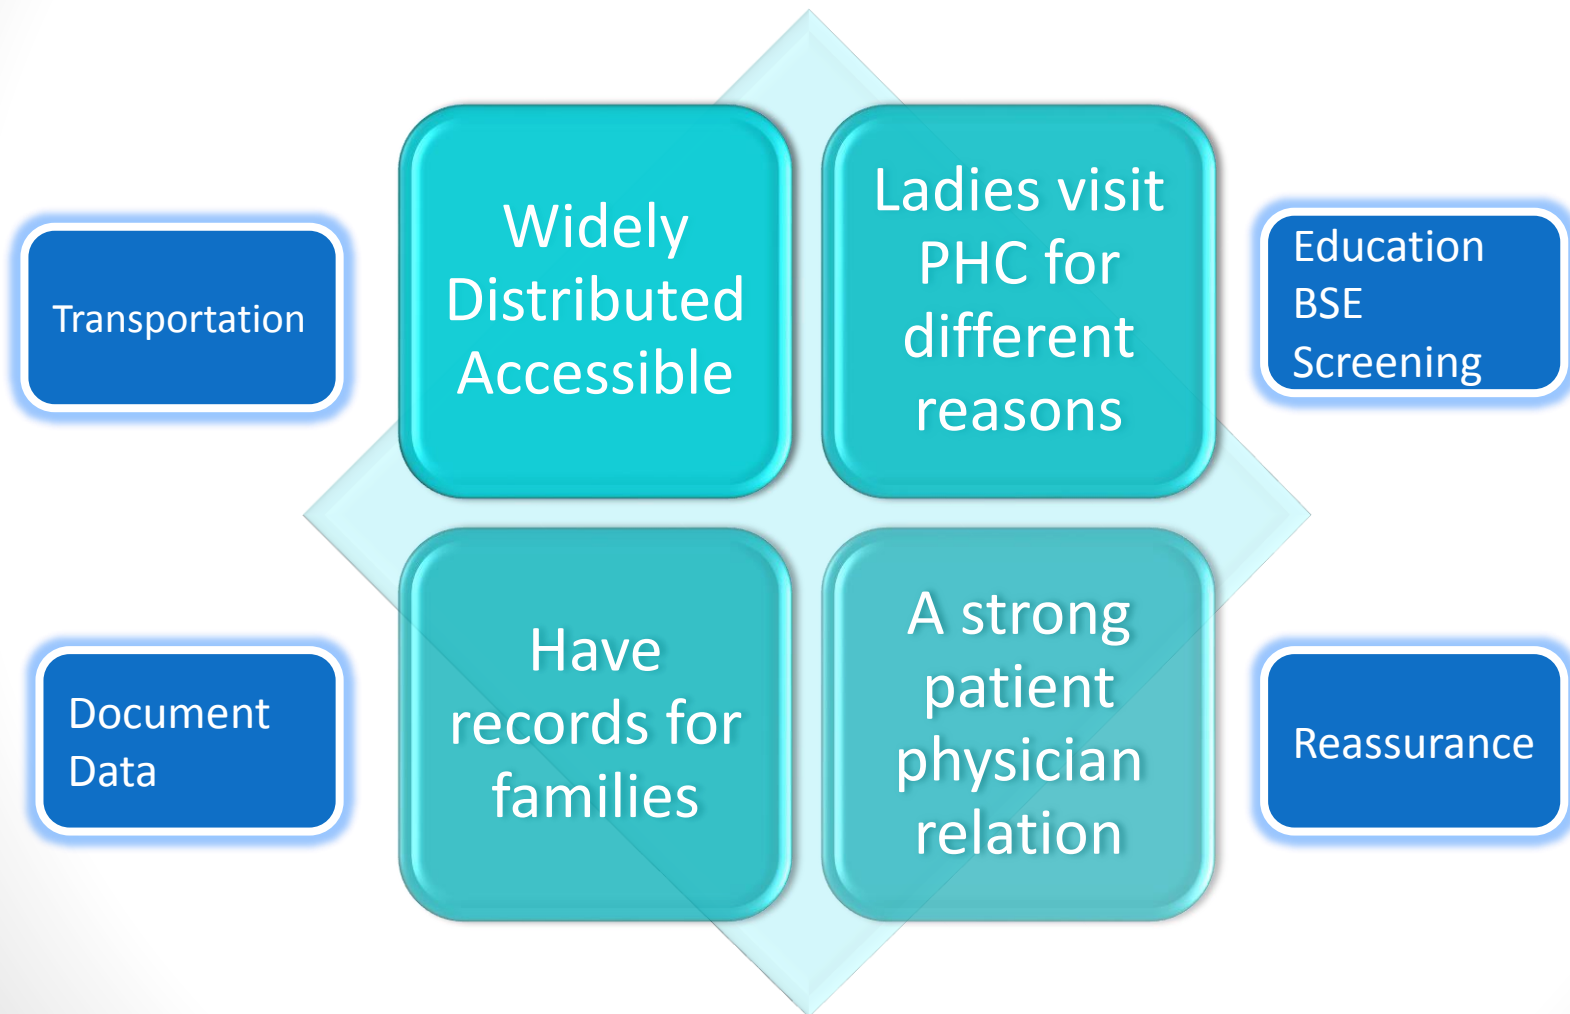 Transportation
Widely
Distributed
Accessible
Ladies visit
PHC for
different
reasons
Education
BSE
Screening
Document
Data
Have
records for
families
A strong
patient
physician
relation
Reassurance